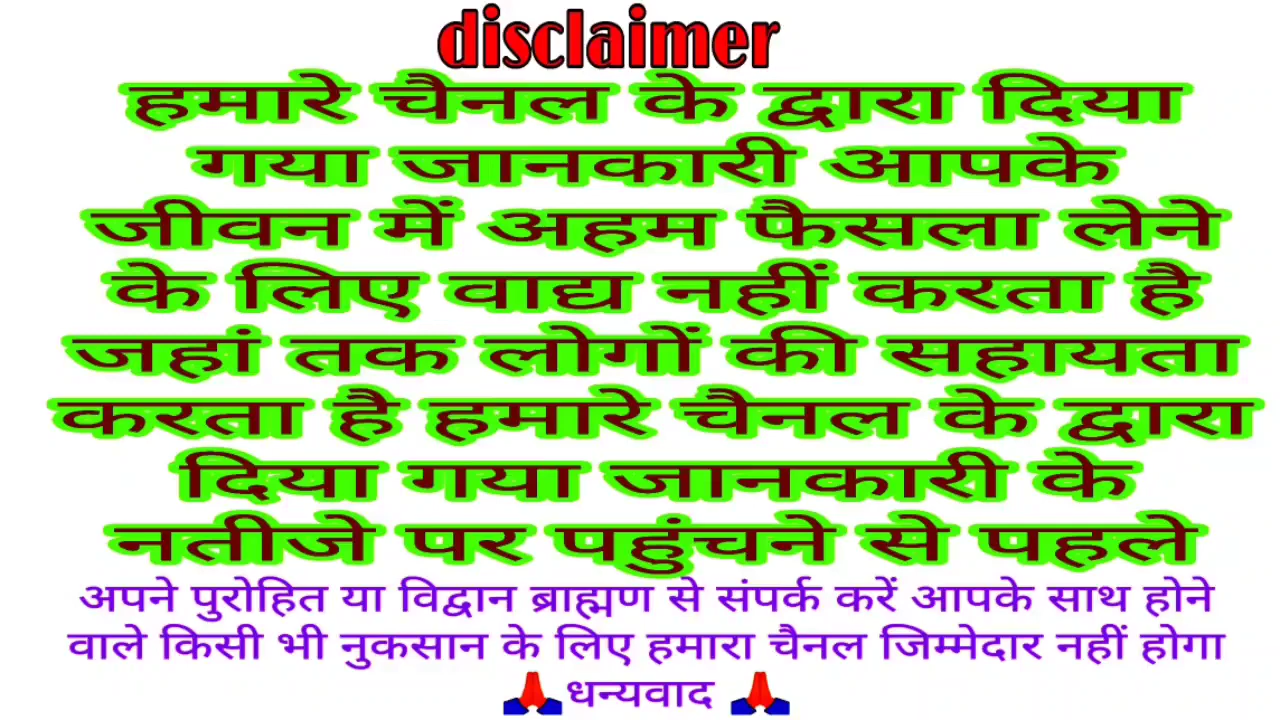 disclaimer
हमारे चैनल के द्वारा दिया
गया जानकारी आपके
जीवन में अहम फैसला लेने
के लिए वाद्य नहीं करता है
जहां तक लोगों की सहायता
करता है हमारे चैनल के द्वारा
दिया गया जानकारी के
नतीजे पर पहुंचने से पहले
अपने पुरोहित या विद्वान ब्राह्मण से संपर्क करें आपके साथ होने
वाले किसी भी नुकसान के लिए हमारा चैनल जिम्मेदार नहीं होगा
🙏धन्यवाद 🙏